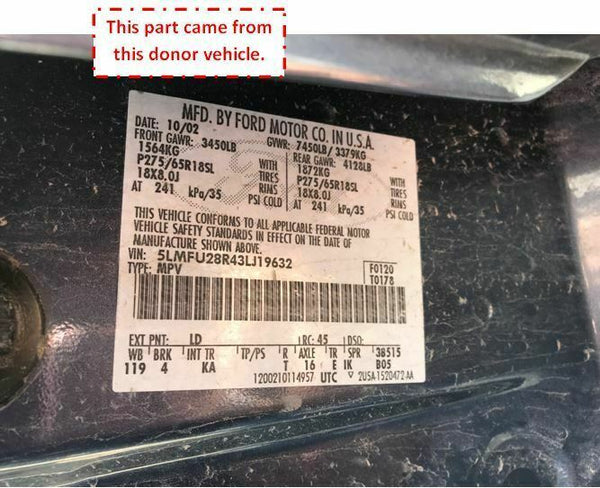 This part came from
this donor vehicle.
MFD. BY FORD MOTOR CO. IN U.S.A.
DATE: 10/02 GVWR: 7450LB/ 3379KG
FRONT GAWR: 3450LB REAR GAWR: 4128LB
1564KG WITH 1872KG WITH
P275/65R18SL TIRES P275/65R18SL TIRES
18X8.0J RIMS 18X8.0J RIMS
AT 241 kPa/35 PSI COLD AT 241 kPa/35 PSI COLD
THIS VEHICLE CONFORMS TO ALL APPLICABLE FEDERAL MOTOR
VEHICLE SAFETY STANDARDS IN EFFECT ON THE DATE OF
MANUFACTURE SHOWN ABOVE.
VIN: 5LMFU28R43LJ19632 F0120
TYPE: MPV T0178
EXT PNT: LD RC: 45 DSO:
WB BRK INT TR TP/PS R AXLE TR SPR 38515
119 4 KA T 16 E IK B05
1200210114957 UTC ▽ 2USA-1520472-AA